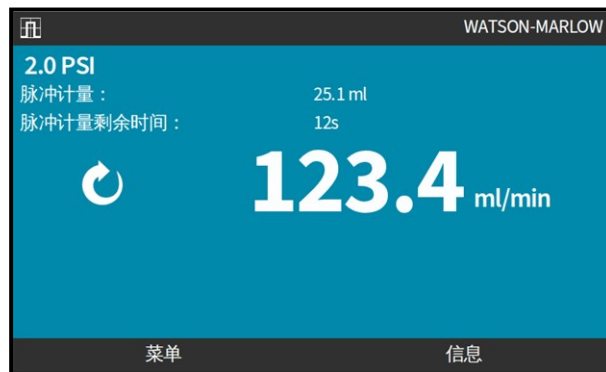 WATSON-MARLOW
2.0 PSI
脉冲计量： 25.1 ml
脉冲计量剩余时间： 12s
123.4 ml/min
菜单 信息